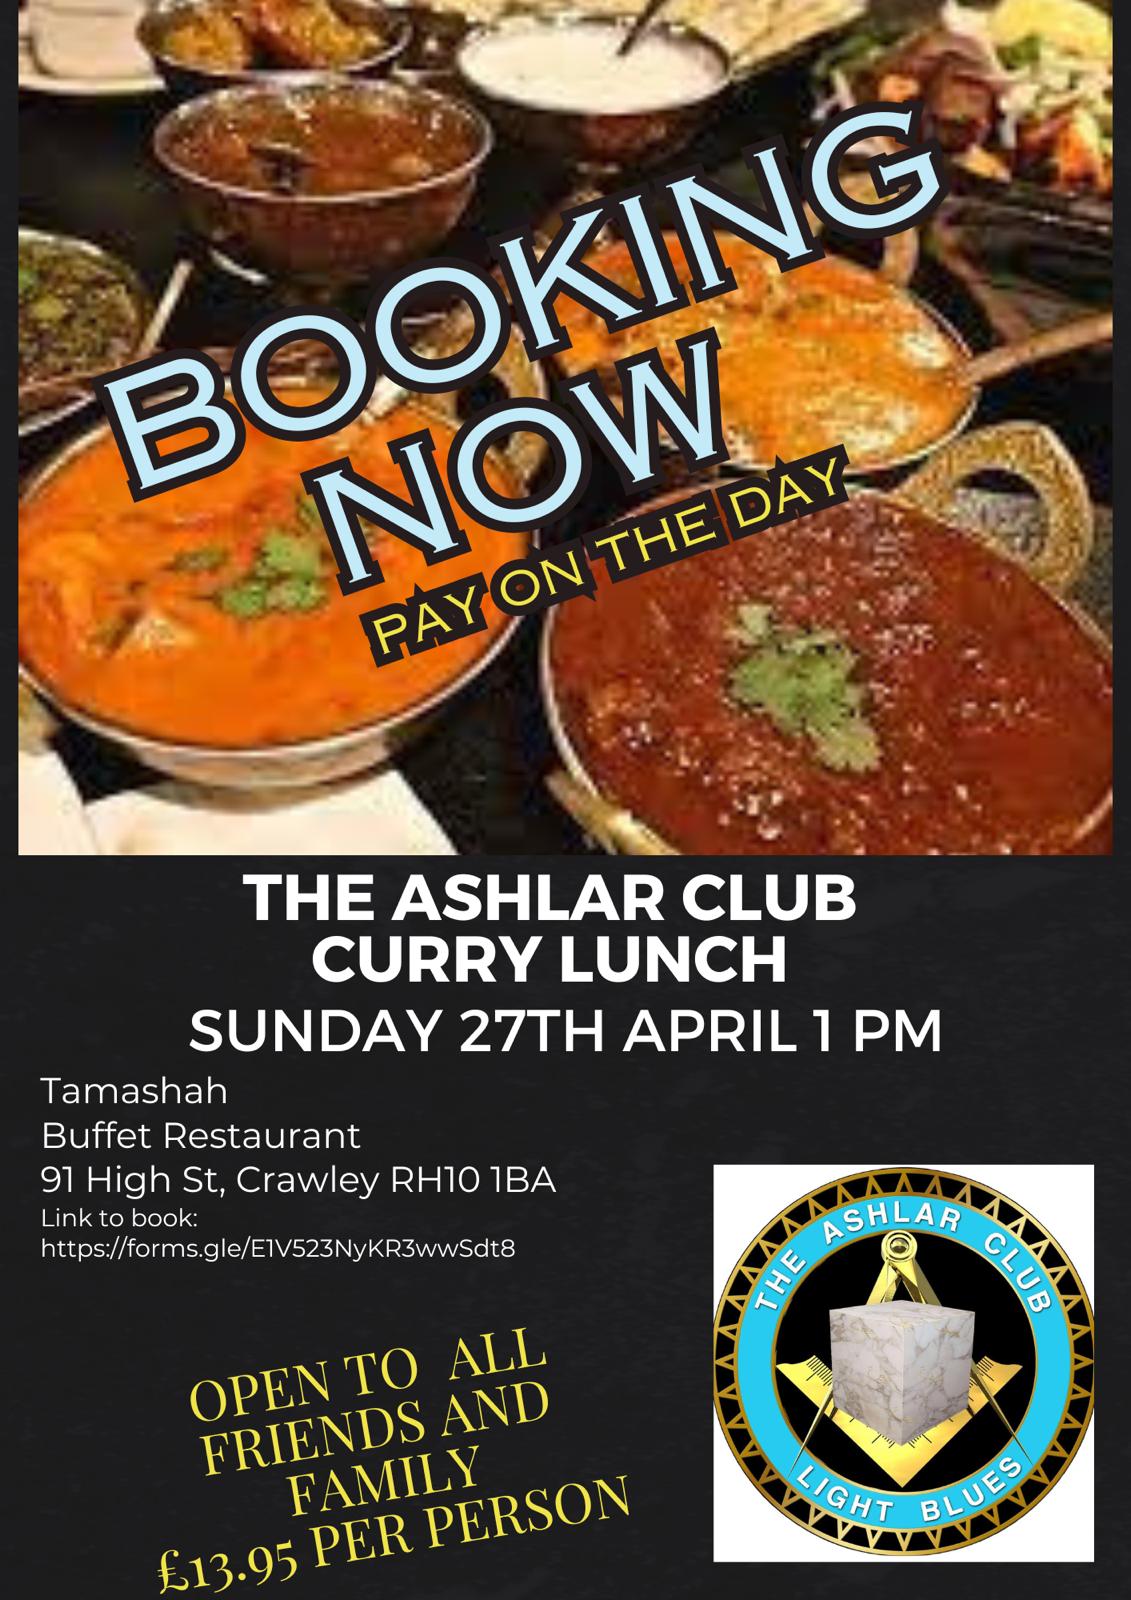 BOOKING
NOW
PAY ON THE DAY
THE ASHLAR CLUB
CURRY LUNCH
SUNDAY 27TH APRIL 1 PM
Tamashah
Buffet Restaurant
91 High St, Crawley RH10 1BA
Link to book:
https://forms.gle/E1V523NyKR3wwSdt8
THE ASHLAR CLUB
LIGHT BLUES
OPEN TO ALL
FRIENDS AND
FAMILY
£13.95 PER PERSON